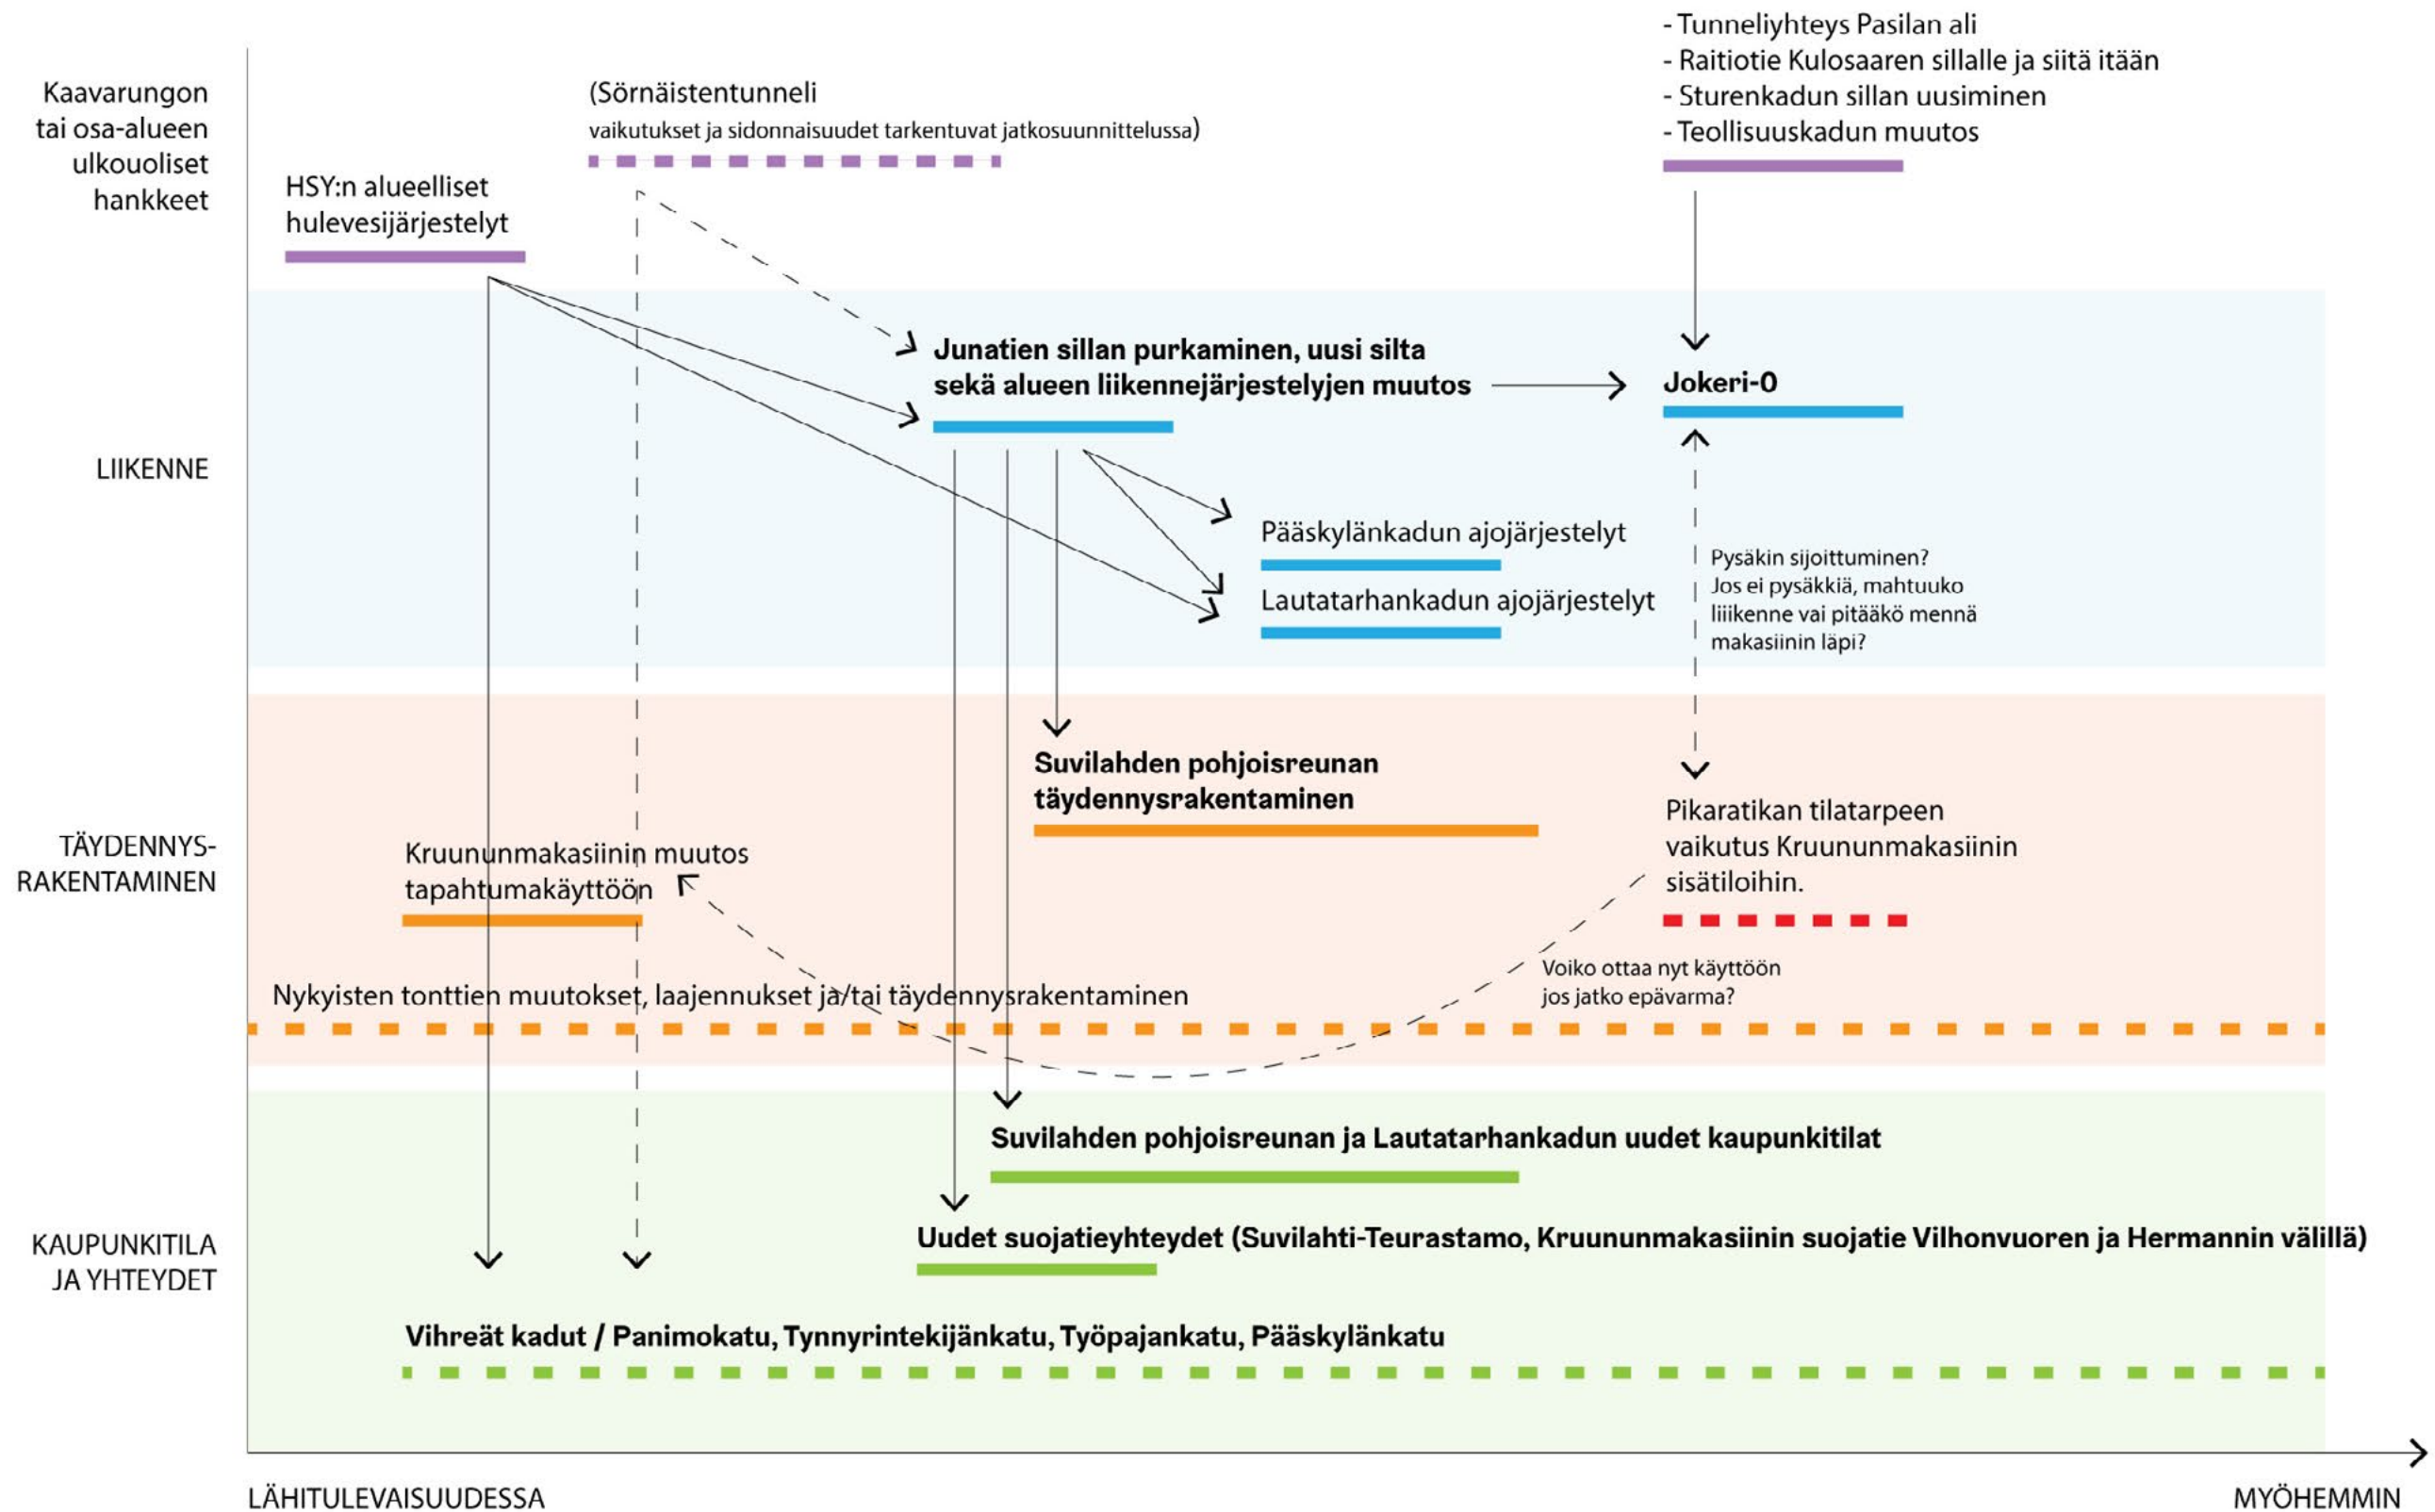 - Tunneliyhteys Pasilan ali
- Raitiotie Kulosaaren sillalle ja siitä itään
- Sturenkadun sillan uusiminen
- Teollisuuskadun muutos
Kaavarungon
tai osa-alueen
ulkouoliset
hankkeet
(Sörnäistentunneli
vaikutukset ja sidonnaisuudet tarkentuvat jatkosuunnittelussa)
HSY:n alueelliset
hulevesijärjestelyt
LIIKENNE
Junatien sillan purkaminen, uusi silta
sekä alueen liikennejärjestelyjen muutos
Jokeri-0
Pääskylänkadun ajojärjestelyt
Lautatarhankadun ajojärjestelyt
Pysäkin sijoittuminen?
Jos ei pysäkkiä, mahtuuko
liiikenne vai pitääkö mennä
makasiinin läpi?
TÄYDENNYS-
RAKENTAMINEN
Suvilahden pohjoisreunan
täydennysrakentaminen
Kruununmakasiinin muutos
tapahtumakäyttöön
Pikaratikan tilatarpeen
vaikutus Kruununmakasiinin
sisätiloihin.
Voiko ottaa nyt käyttöön
jos jatko epävarma?
Nykyisten tonttien muutokset, laajennukset ja/tai täydennysrakentaminen
KAUPUNKITILA
JA YHTEYDET
Suvilahden pohjoisreunan ja Lautatarhankadun uudet kaupunkitilat
Uudet suojatieyhteydet (Suvilahti-Teurastamo, Kruununmakasiinin suojatie Vilhonvuoren ja Hermannin välillä)
Vihreät kadut / Panimokatu, Tynnyrintekijänkatu, Työpajankatu, Pääskylänkatu
LÄHITULEVAISUUDESSA
MYÖHEMMIN